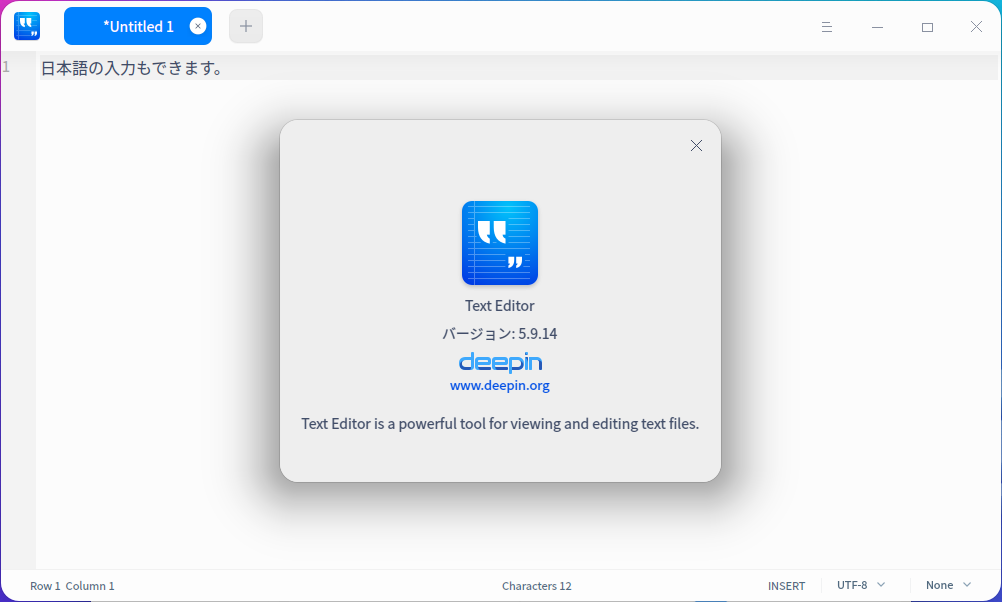 *Untitled 1
1 日本語の入力もできます。
Text Editor
バージョン: 5.9.14
deepin
www.deepin.org
Text Editor is a powerful tool for viewing and editing text files.
Row 1 Column 1 Characters 12 INSERT UTF-8 None